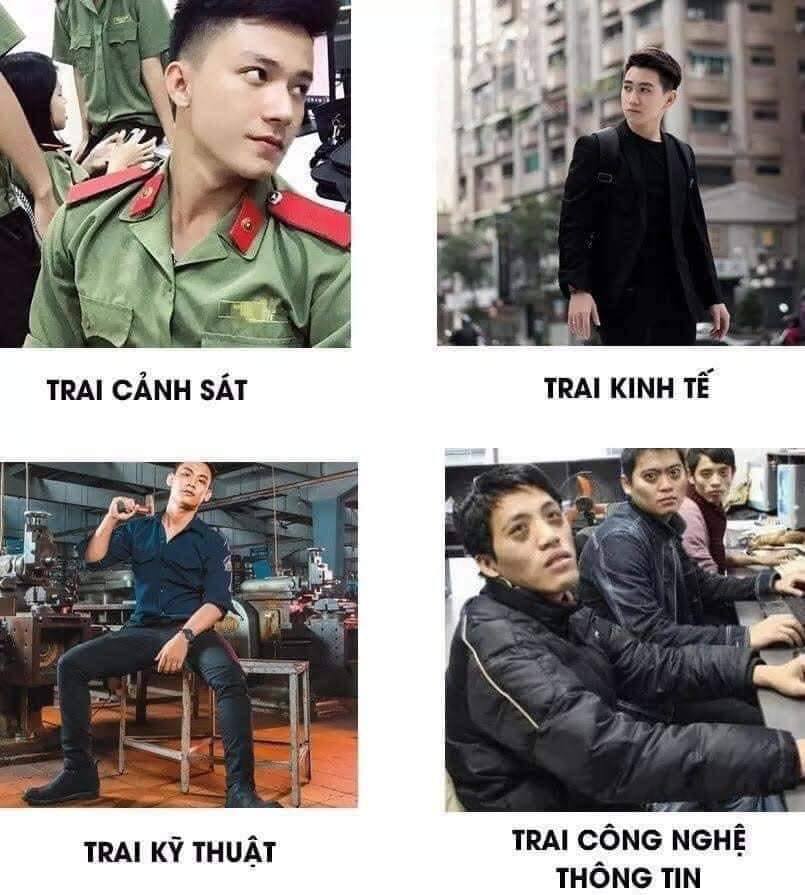 TRAI CẢNH SÁT
TRAI KINH TẾ
TRAI KỸ THUẬT
TRAI CÔNG NGHỆ
THÔNG TIN